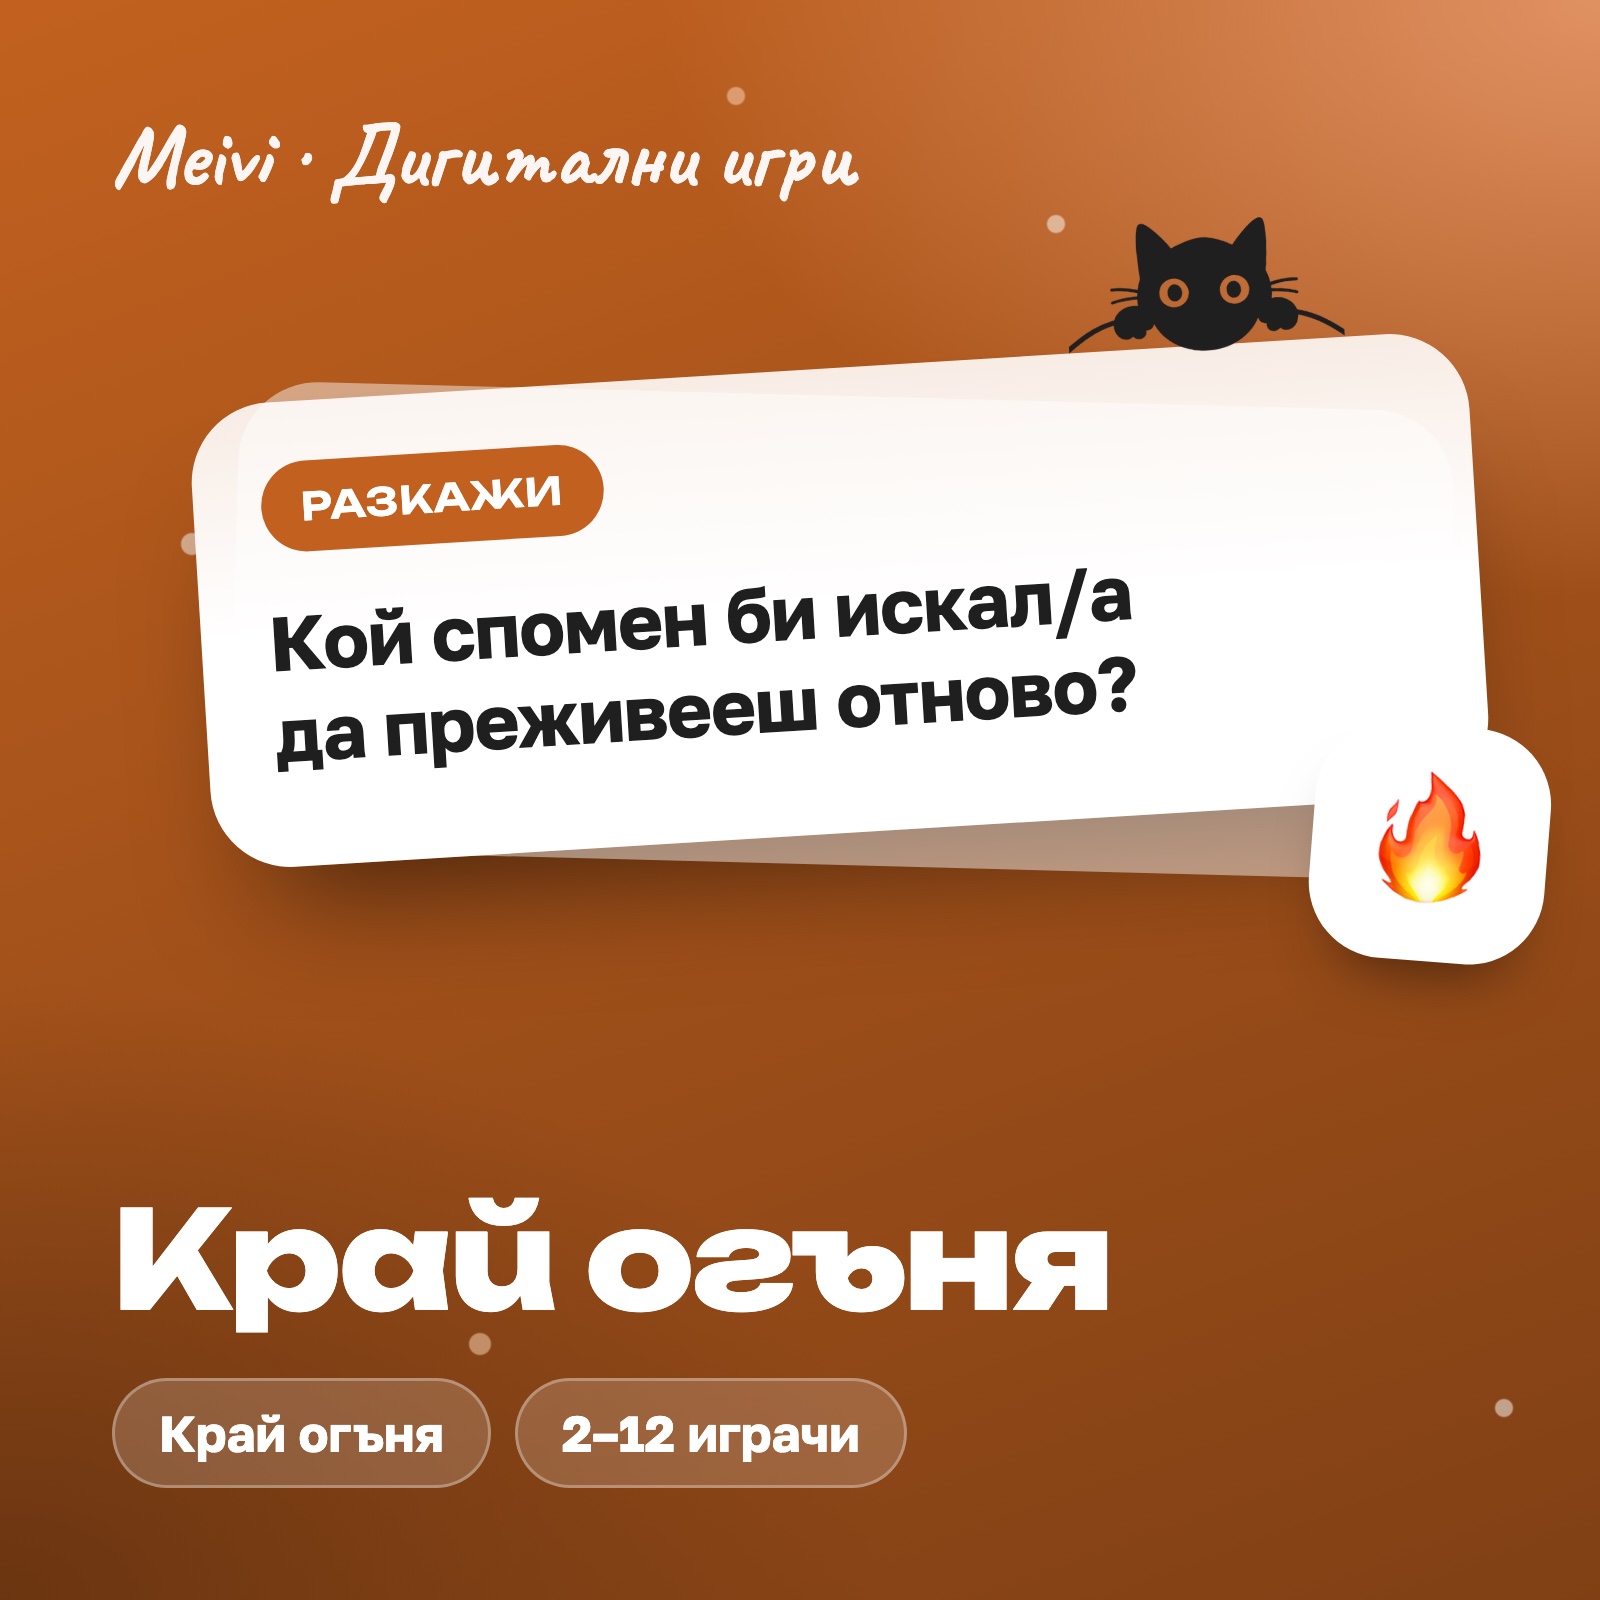 Meivi · Дигитални игри
РАЗКАЖИ
Кой спомен би искал/а
да преживееш отново?
Край огъня
Край огъня
2–12 играчи